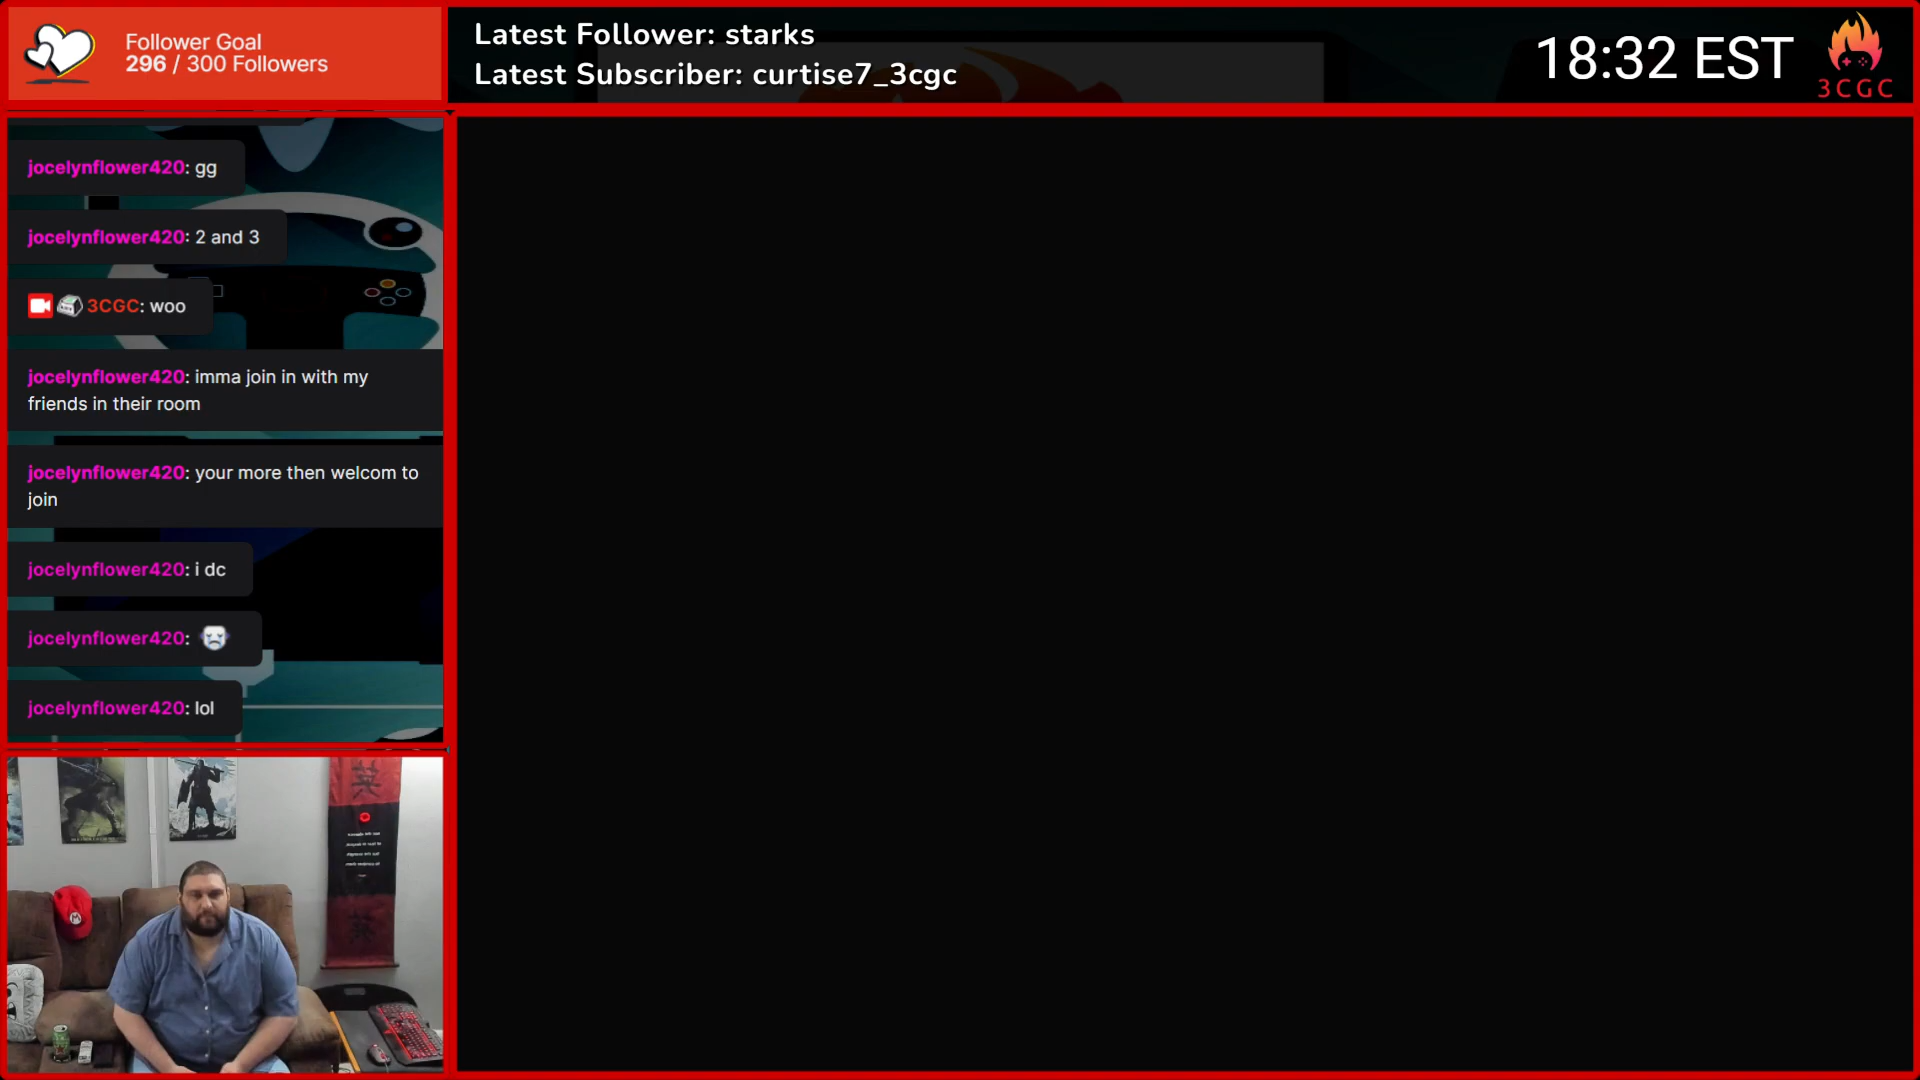 Follower Goal
296 / 300 Followers
Latest Follower: starks
Latest Subscriber: curtise7_3cgc
18:32 EST
3CGC
jocelynflower420: gg
jocelynflower420: 2 and 3
3CGC: woo
jocelynflower420: imma join in with my
friends in their room
jocelynflower420: your more then welcom to
join
jocelynflower420: i dc
jocelynflower420:
jocelynflower420: lol